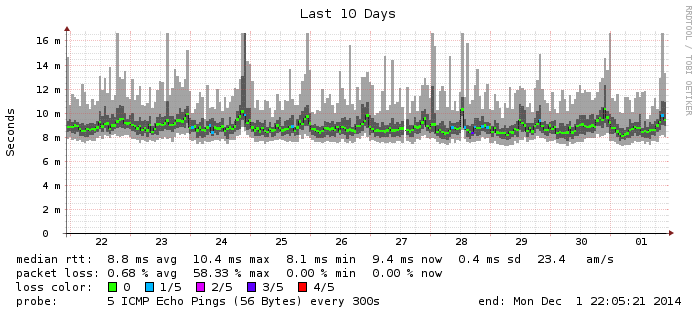 Last 10 Days
RRDTOOL / TOBI OETIKER
Seconds
16 m
14 m
12 m
10 m
8 m
6 m
4 m
2 m
0
22 23 24 25 26 27 28 29 30 01
median rtt: 8.8 ms avg 10.4 ms max 8.1 ms min 9.4 ms now 0.4 ms sd 23.4 am/s
packet loss: 0.68 % avg 58.33 % max 0.00 % min 0.00 % now
loss color: 0 1/5 2/5 3/5 4/5
probe: 5 ICMP Echo Pings (56 Bytes) every 300s end: Mon Dec 1 22:05:21 2014